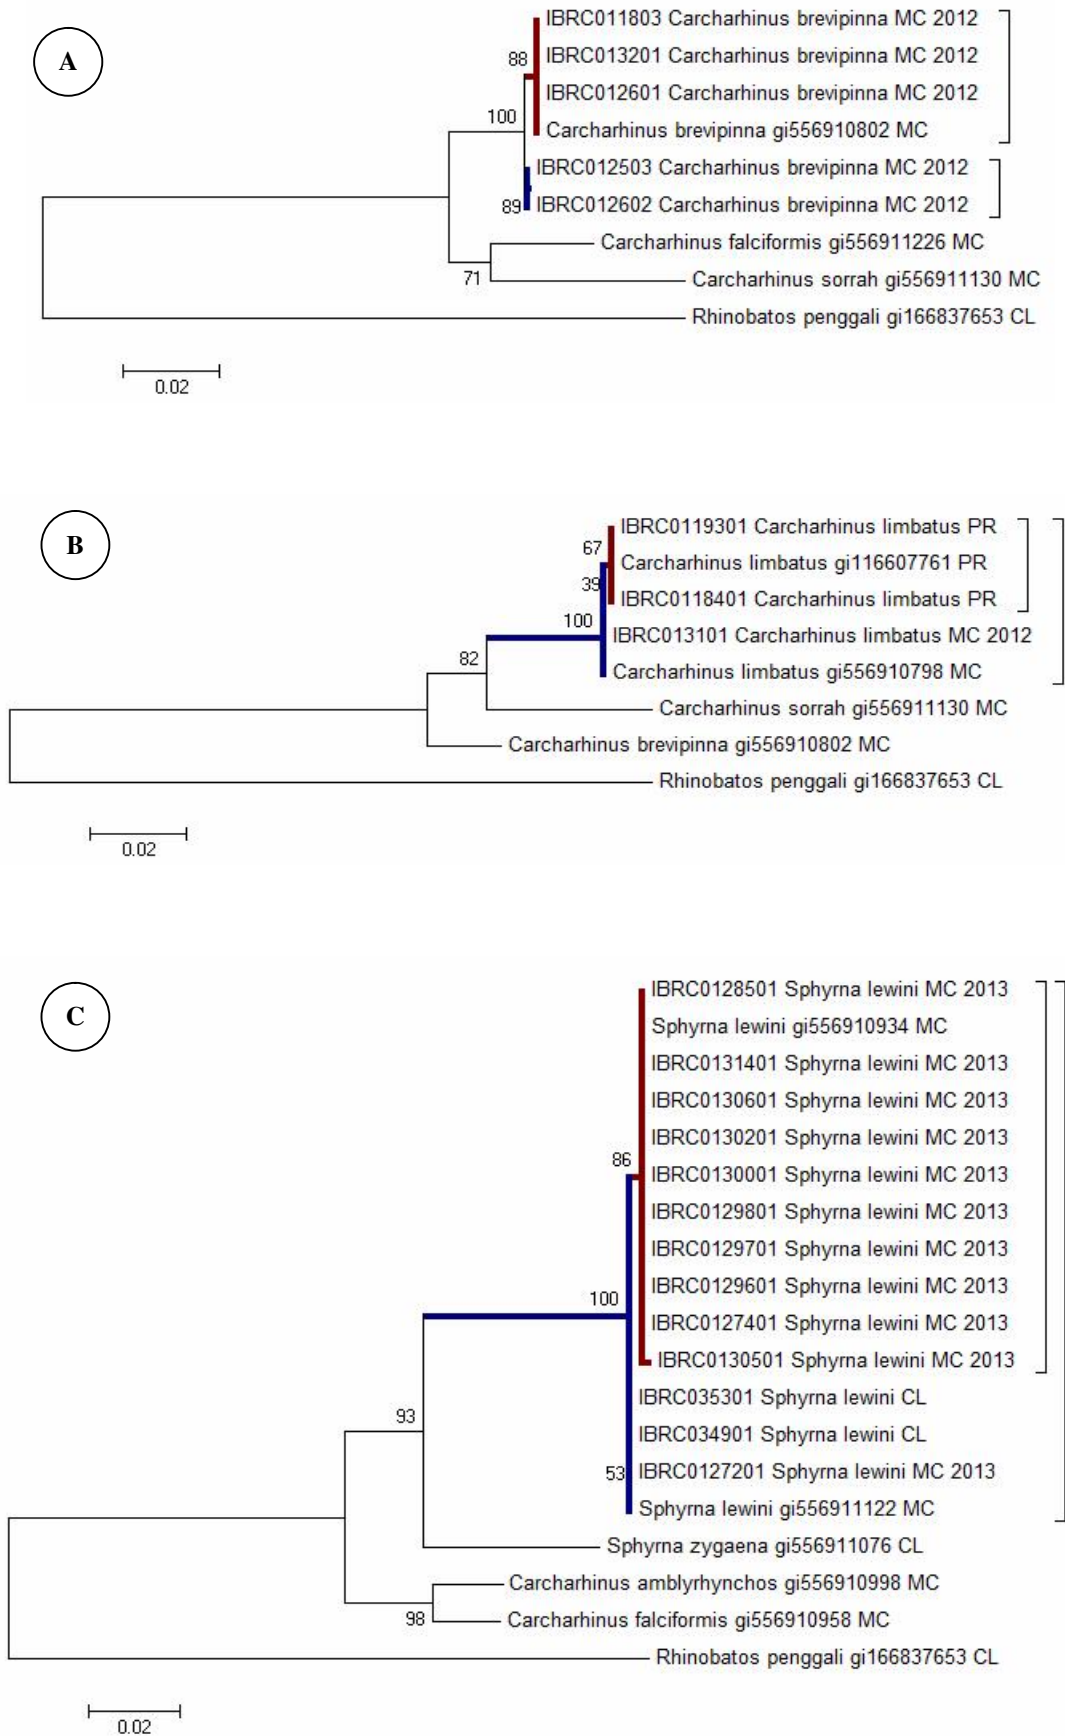 A
IBRC011803 Carcharhinus brevipinna MC 2012
88
IBRC013201 Carcharhinus brevipinna MC 2012
IBRC012601 Carcharhinus brevipinna MC 2012
100
Carcharhinus brevipinna gi556910802 MC
IBRC012503 Carcharhinus brevipinna MC 2012
89
IBRC012602 Carcharhinus brevipinna MC 2012
Carcharhinus falciformis gi556911226 MC
71
Carcharhinus sorrah gi556911130 MC
Rhinobatos penggali gi166837653 CL
0.02
B
IBRC0119301 Carcharhinus limbatus PR
67
Carcharhinus limbatus gi116607761 PR
39
IBRC0118401 Carcharhinus limbatus PR
100
IBRC013101 Carcharhinus limbatus MC 2012
82
Carcharhinus limbatus gi556910798 MC
Carcharhinus sorrah gi556911130 MC
Carcharhinus brevipinna gi556910802 MC
Rhinobatos penggali gi166837653 CL
0.02
C
IBRC0128501 Sphyrna lewini MC 2013
Sphyrna lewini gi556910934 MC
IBRC0131401 Sphyrna lewini MC 2013
IBRC0130601 Sphyrna lewini MC 2013
IBRC0130201 Sphyrna lewini MC 2013
86
IBRC0130001 Sphyrna lewini MC 2013
IBRC0129801 Sphyrna lewini MC 2013
IBRC0129701 Sphyrna lewini MC 2013
IBRC0129601 Sphyrna lewini MC 2013
100
IBRC0127401 Sphyrna lewini MC 2013
IBRC0130501 Sphyrna lewini MC 2013
IBRC035301 Sphyrna lewini CL
93
IBRC034901 Sphyrna lewini CL
53
IBRC0127201 Sphyrna lewini MC 2013
Sphyrna lewini gi556911122 MC
Sphyrna zygaena gi556911076 CL
Carcharhinus amblyrhynchos gi556910998 MC
98
Carcharhinus falciformis gi556910958 MC
Rhinobatos penggali gi166837653 CL
0.02